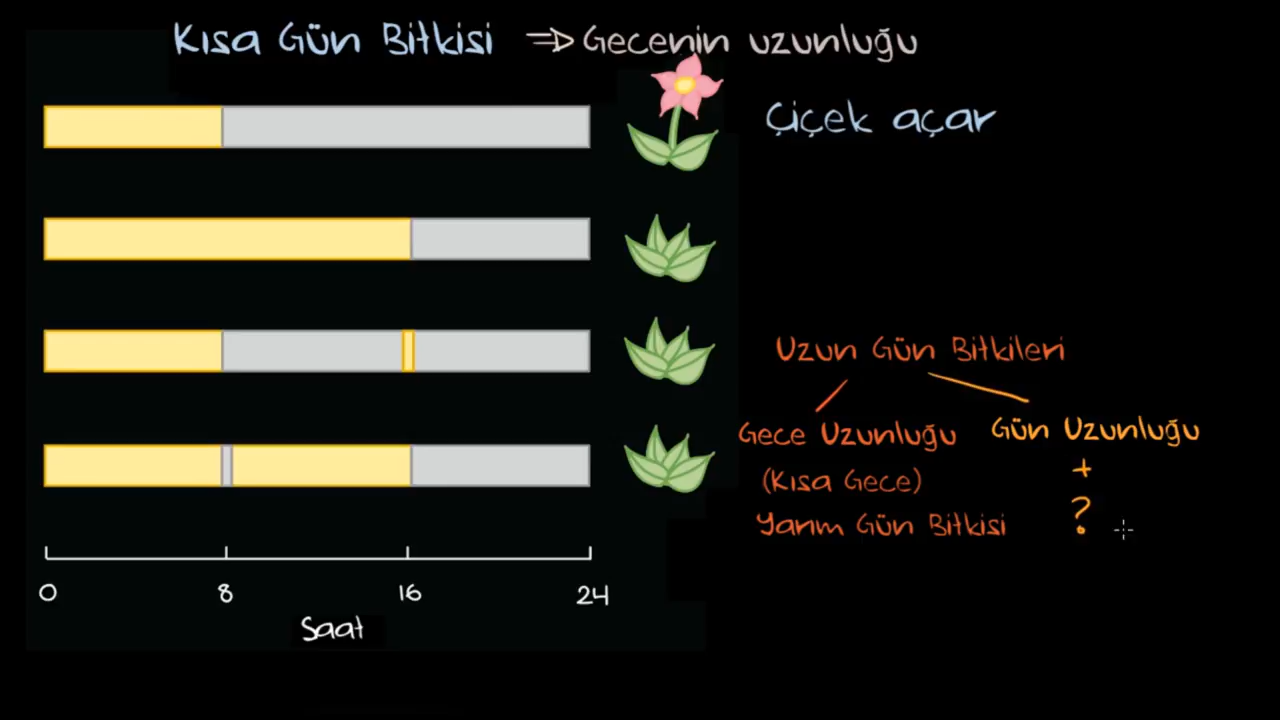 Kısa Gün Bitkisi ⇒ Gecenin uzunluğu
Çiçek açar
Uzun Gün Bitkileri
Gece Uzunluğu
(Kısa Gece)
Yarım Gün Bitkisi
Gün Uzunluğu
+
?
0 8 16 24
Saat